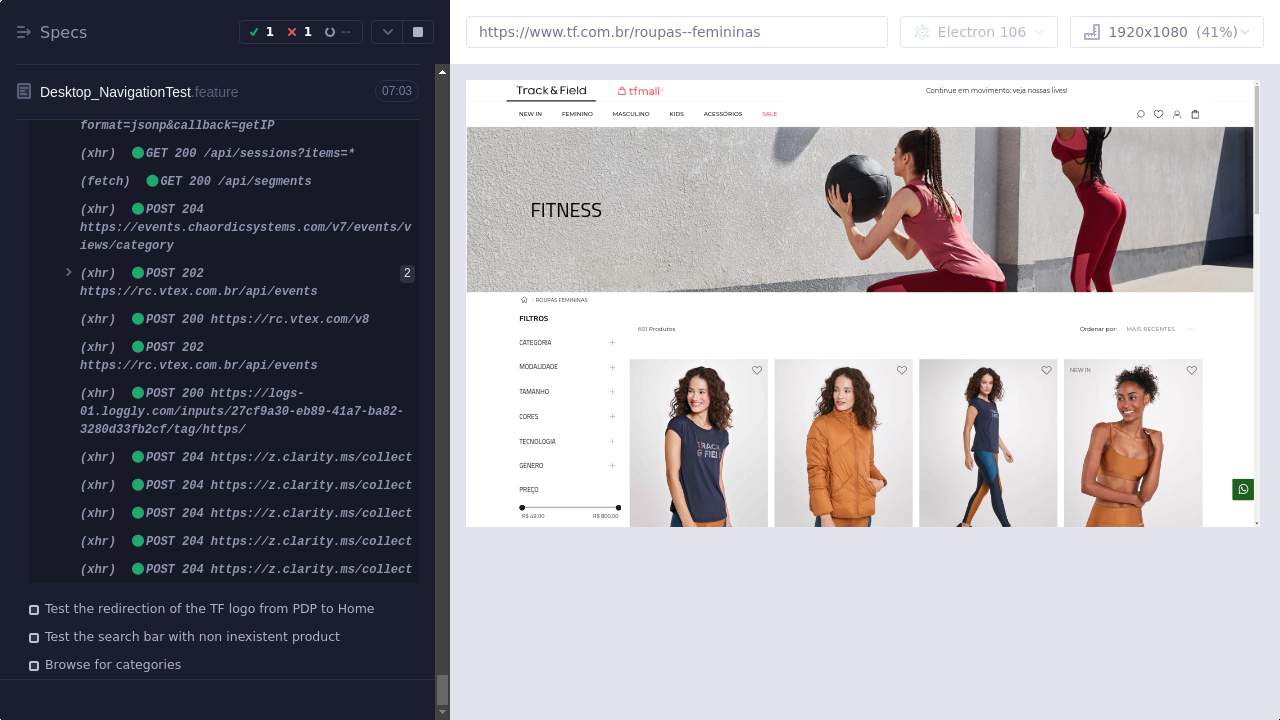 Specs
1
1
--
Desktop_NavigationTest.feature
07:03
format=jsonp&callback=getIP
(xhr) GET 200 /api/sessions?items=*
(fetch) GET 200 /api/segments
(xhr) POST 204
https://events.chaordicsystems.com/v7/events/v
iews/category
(xhr) POST 202
2
https://rc.vtex.com.br/api/events
(xhr) POST 200 https://rc.vtex.com.br/v8
(xhr) POST 202
https://rc.vtex.com.br/api/events
(xhr) POST 200 https://logs-
01.loggly.com/inputs/27cf9a30-eb89-41a7-ba82-
3280d33fb2cf/tag/https/
(xhr) POST 204 https://z.clarity.ms/collect
(xhr) POST 204 https://z.clarity.ms/collect
(xhr) POST 204 https://z.clarity.ms/collect
(xhr) POST 204 https://z.clarity.ms/collect
(xhr) POST 204 https://z.clarity.ms/collect
Test the redirection of the TF logo from PDP to Home
Test the search bar with non inexistent product
Browse for categories
https://www.tf.com.br/roupas--femininas
Electron 106
1920x1080 (41%)
Track&Field
tfmall
Continue em movimento: veja nossas lives!
NEW IN
FEMININO
MASCULINO
KIDS
ACESSÓRIOS
SALE
FITNESS
› ROUPAS FEMININAS
FILTROS
601 Produtos
Ordenar por:
MAIS RECENTES
CATEGORIA +
MODALIDADE +
TAMANHO +
CORES +
TECNOLOGIA +
GÊNERO +
PREÇO
R$ 49,00
R$ 800,00
NEW IN
TRACK
& FIELD